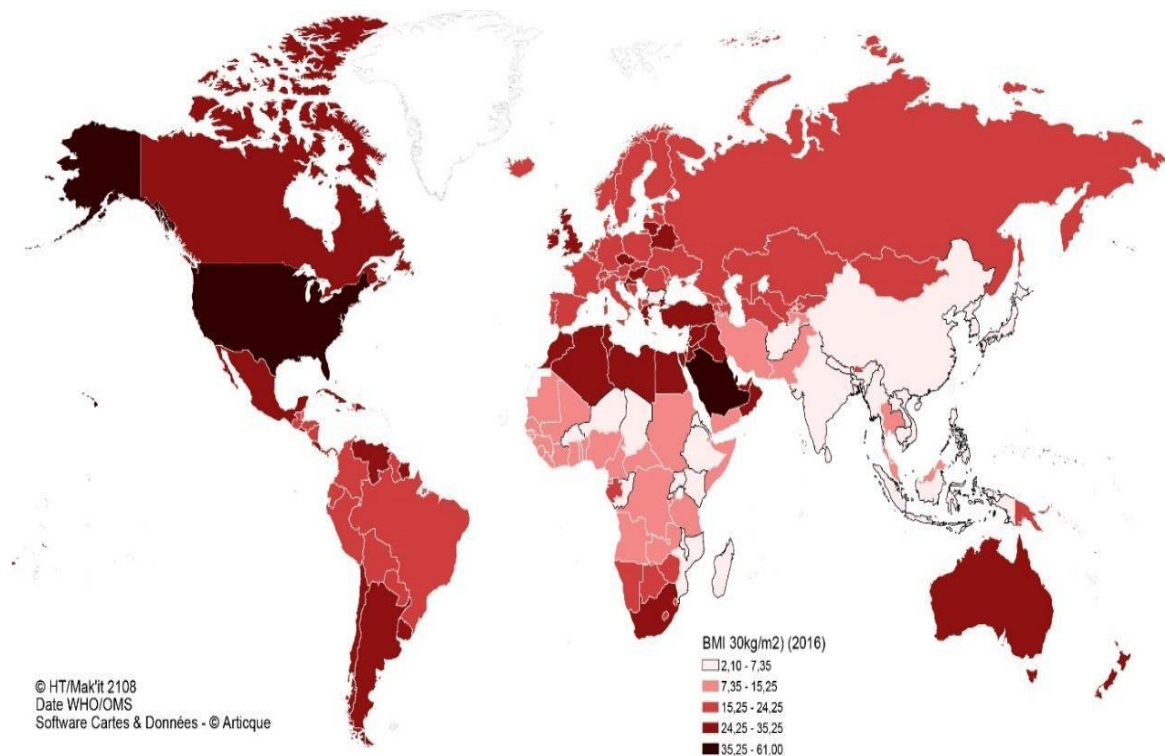 BMI 30kg/m2) (2016)
2,10 - 7,35
7,35 - 15,25
15,25 - 24,25
24,25 - 35,25
35,25 - 61,00
© HT/Mak'it 2108
Date WHO/OMS
Software Cartes & Données - © Articque